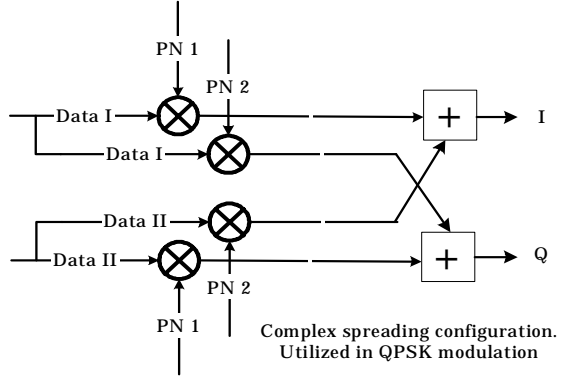 PN 1
PN 2
Data I
+
I
Data I
Data II
Data II
+
Q
PN 2
PN 1
Complex spreading configuration.
Utilized in QPSK modulation